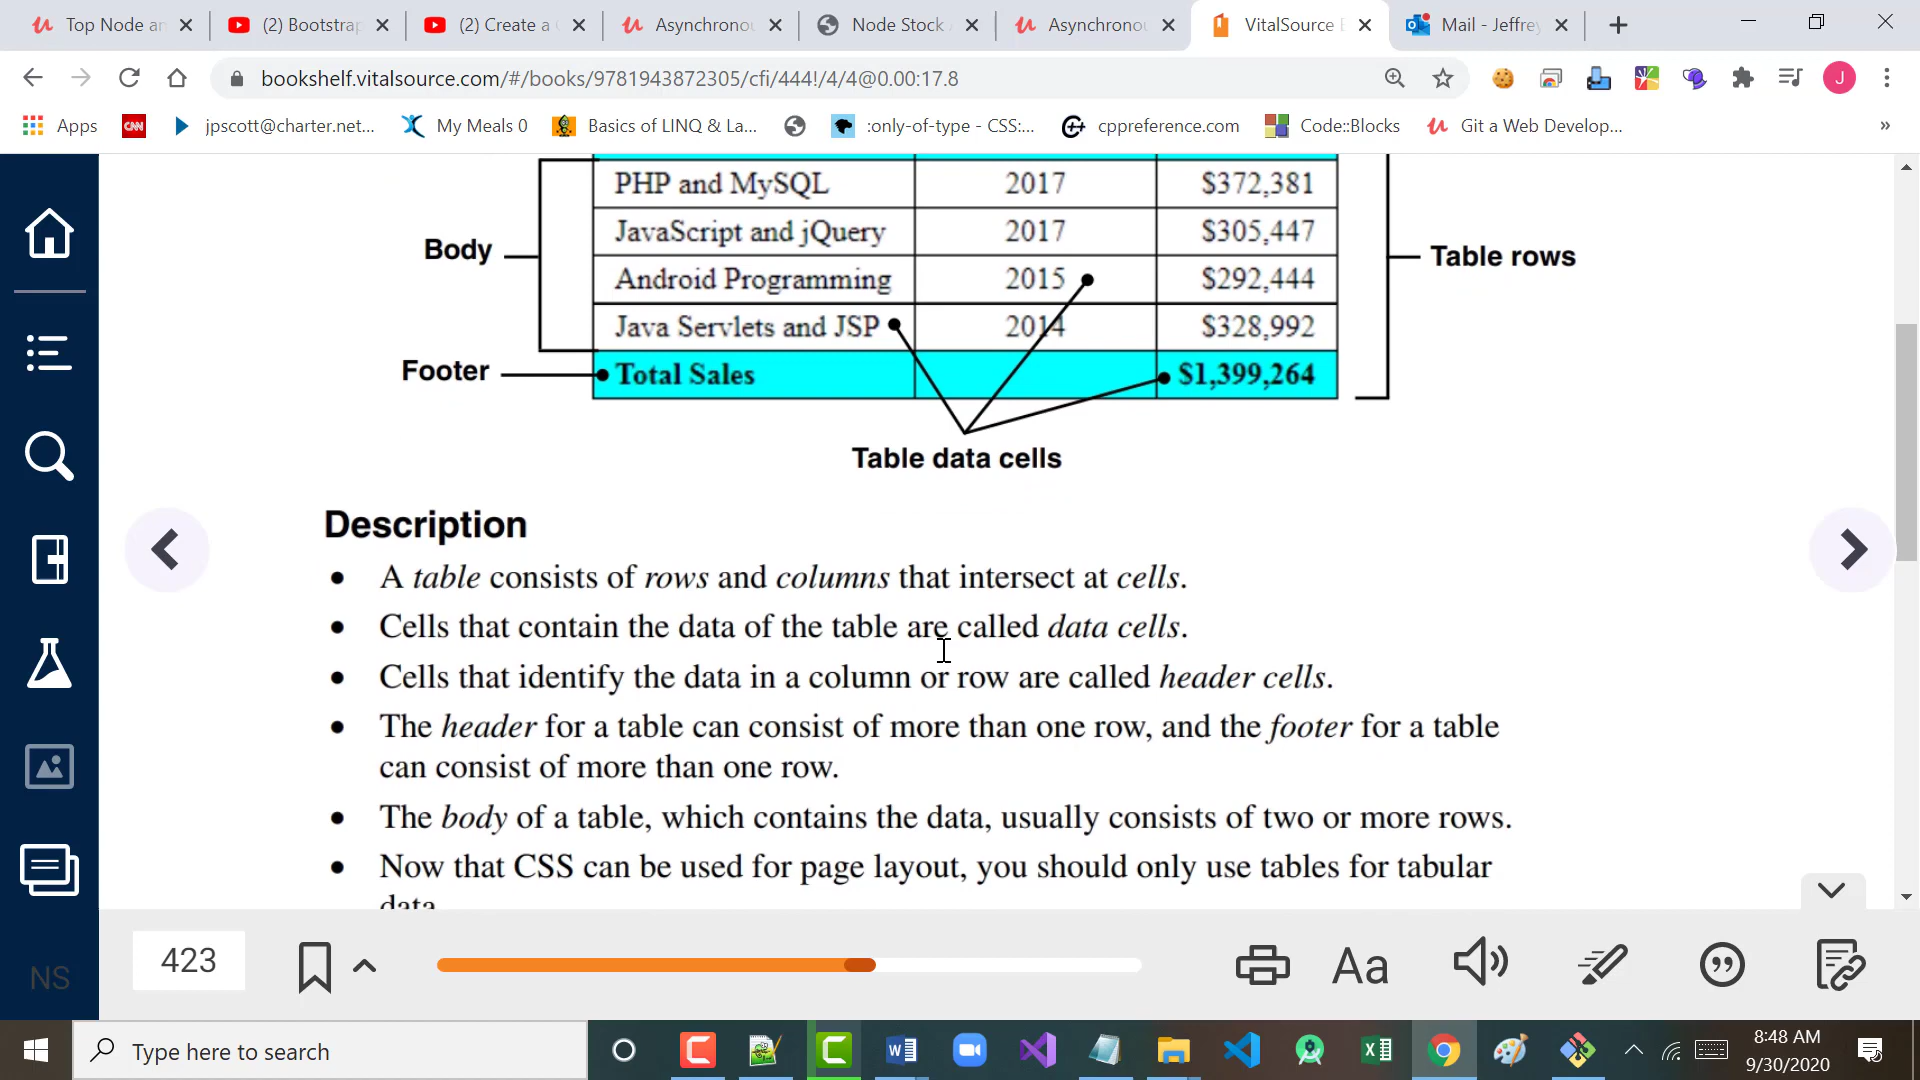 Top Node an
(2) Bootstrap
(2) Create a
Asynchrono
Node Stock
Asynchrono
VitalSource
Mail - Jeffrey
bookshelf.vitalsource.com/#/books/9781943872305/cfi/444!/4/4@0.00:17.8
J
Apps
CNN
jpscott@charter.net...
My Meals 0
Basics of LINQ & La...
:only-of-type - CSS:...
cppreference.com
Code::Blocks
Git a Web Develop...
»
PHP and MySQL 2017 $372,381
JavaScript and jQuery 2017 $305,447
Body
Table rows
Android Programming 2015 $292,444
Java Servlets and JSP 2014 $328,992
Footer
Total Sales $1,399,264
Table data cells
Description
• A table consists of rows and columns that intersect at cells.
• Cells that contain the data of the table are called data cells.
• Cells that identify the data in a column or row are called header cells.
• The header for a table can consist of more than one row, and the footer for a table
can consist of more than one row.
• The body of a table, which contains the data, usually consists of two or more rows.
• Now that CSS can be used for page layout, you should only use tables for tabular
data
NS
423
Aa
Type here to search
8:48 AM
9/30/2020